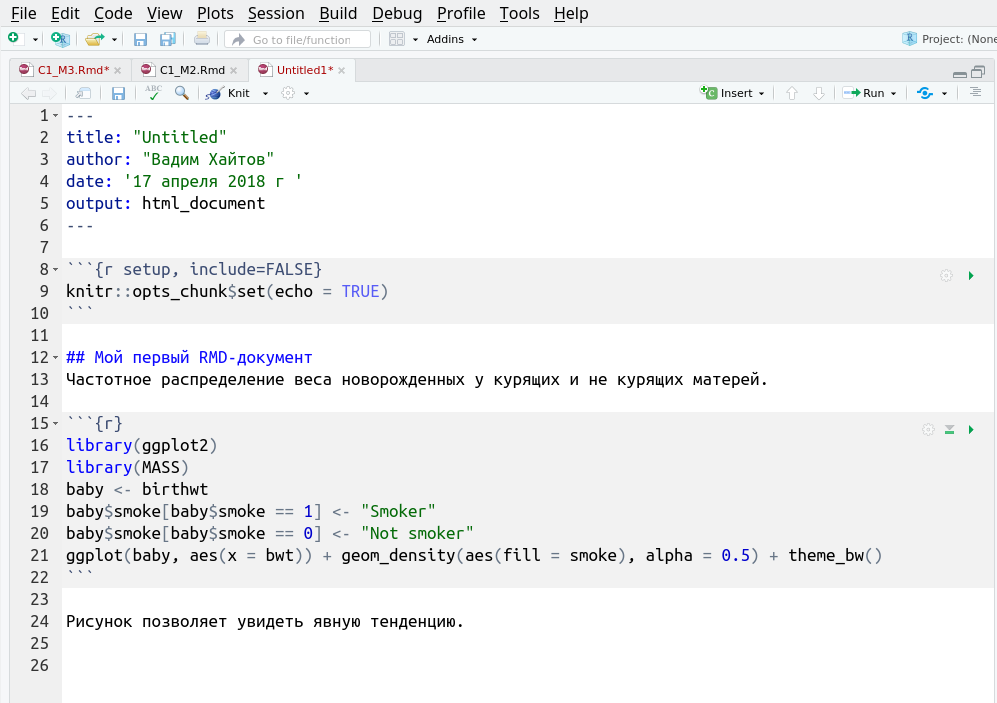 File Edit Code View Plots Session Build Debug Profile Tools Help
Go to file/function Addins Project: (None
C1_M3.Rmd* C1_M2.Rmd Untitled1*
ABC Knit Insert Run
1 ---
2 title: "Untitled"
3 author: "Вадим Хайтов"
4 date: '17 апреля 2018 г '
5 output: html_document
6 ---
7
8 ```{r setup, include=FALSE}
9 knitr::opts_chunk$set(echo = TRUE)
10 ```
11
12 ## Мой первый RMD-документ
13 Частотное распределение веса новорожденных у курящих и не курящих матерей.
14
15 ```{r}
16 library(ggplot2)
17 library(MASS)
18 baby <- birthwt
19 baby$smoke[baby$smoke == 1] <- "Smoker"
20 baby$smoke[baby$smoke == 0] <- "Not smoker"
21 ggplot(baby, aes(x = bwt)) + geom_density(aes(fill = smoke), alpha = 0.5) + theme_bw()
22 ```
23
24 Рисунок позволяет увидеть явную тенденцию.
25
26